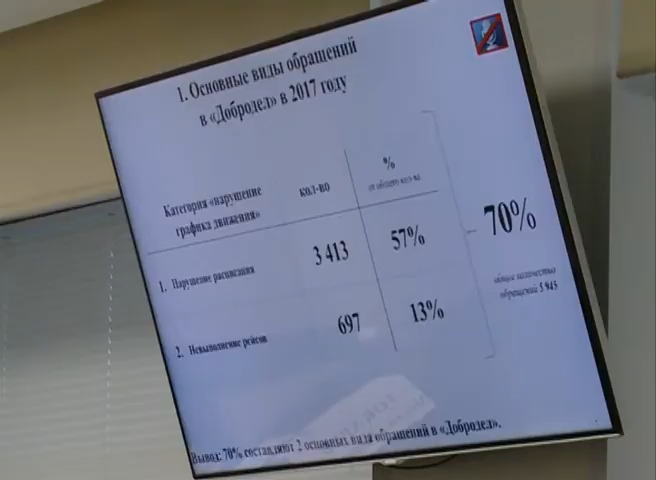 1. Основные виды обращений
в «Добродел» в 2017 году
Категория «нарушение
графика движения»
кол-во
%
от общего кол-ва
1. Нарушение расписания
3 413
57%
2. Невыполнение рейсов
697
13%
70%
общее количество
обращений 5 945
Вывод: 70% составляют 2 основных вида обращений в «Добродел».